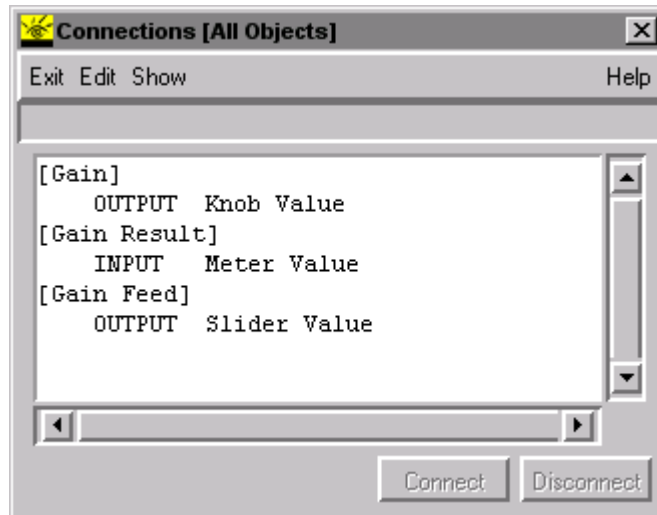 Connections [All Objects]
Exit Edit Show Help
[Gain]
OUTPUT Knob Value
[Gain Result]
INPUT Meter Value
[Gain Feed]
OUTPUT Slider Value
Connect Disconnect